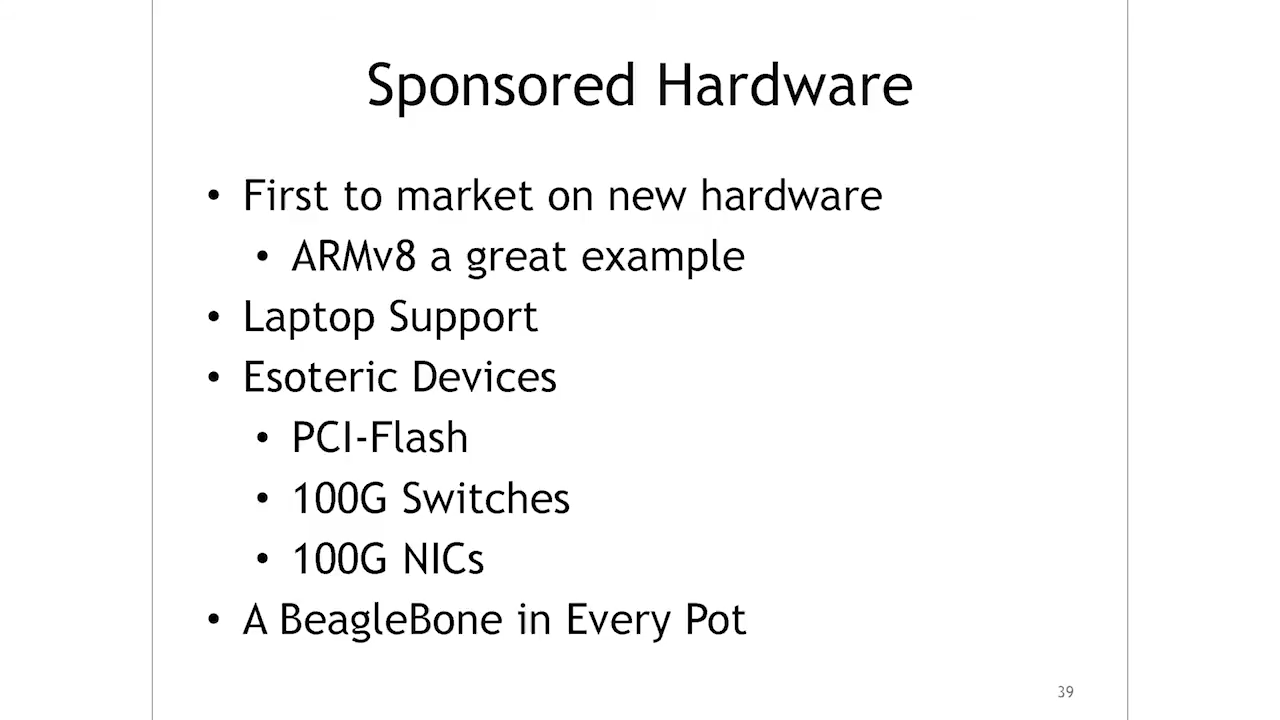 Sponsored Hardware
• First to market on new hardware
• ARMv8 a great example
• Laptop Support
• Esoteric Devices
• PCI-Flash
• 100G Switches
• 100G NICs
• A BeagleBone in Every Pot
39